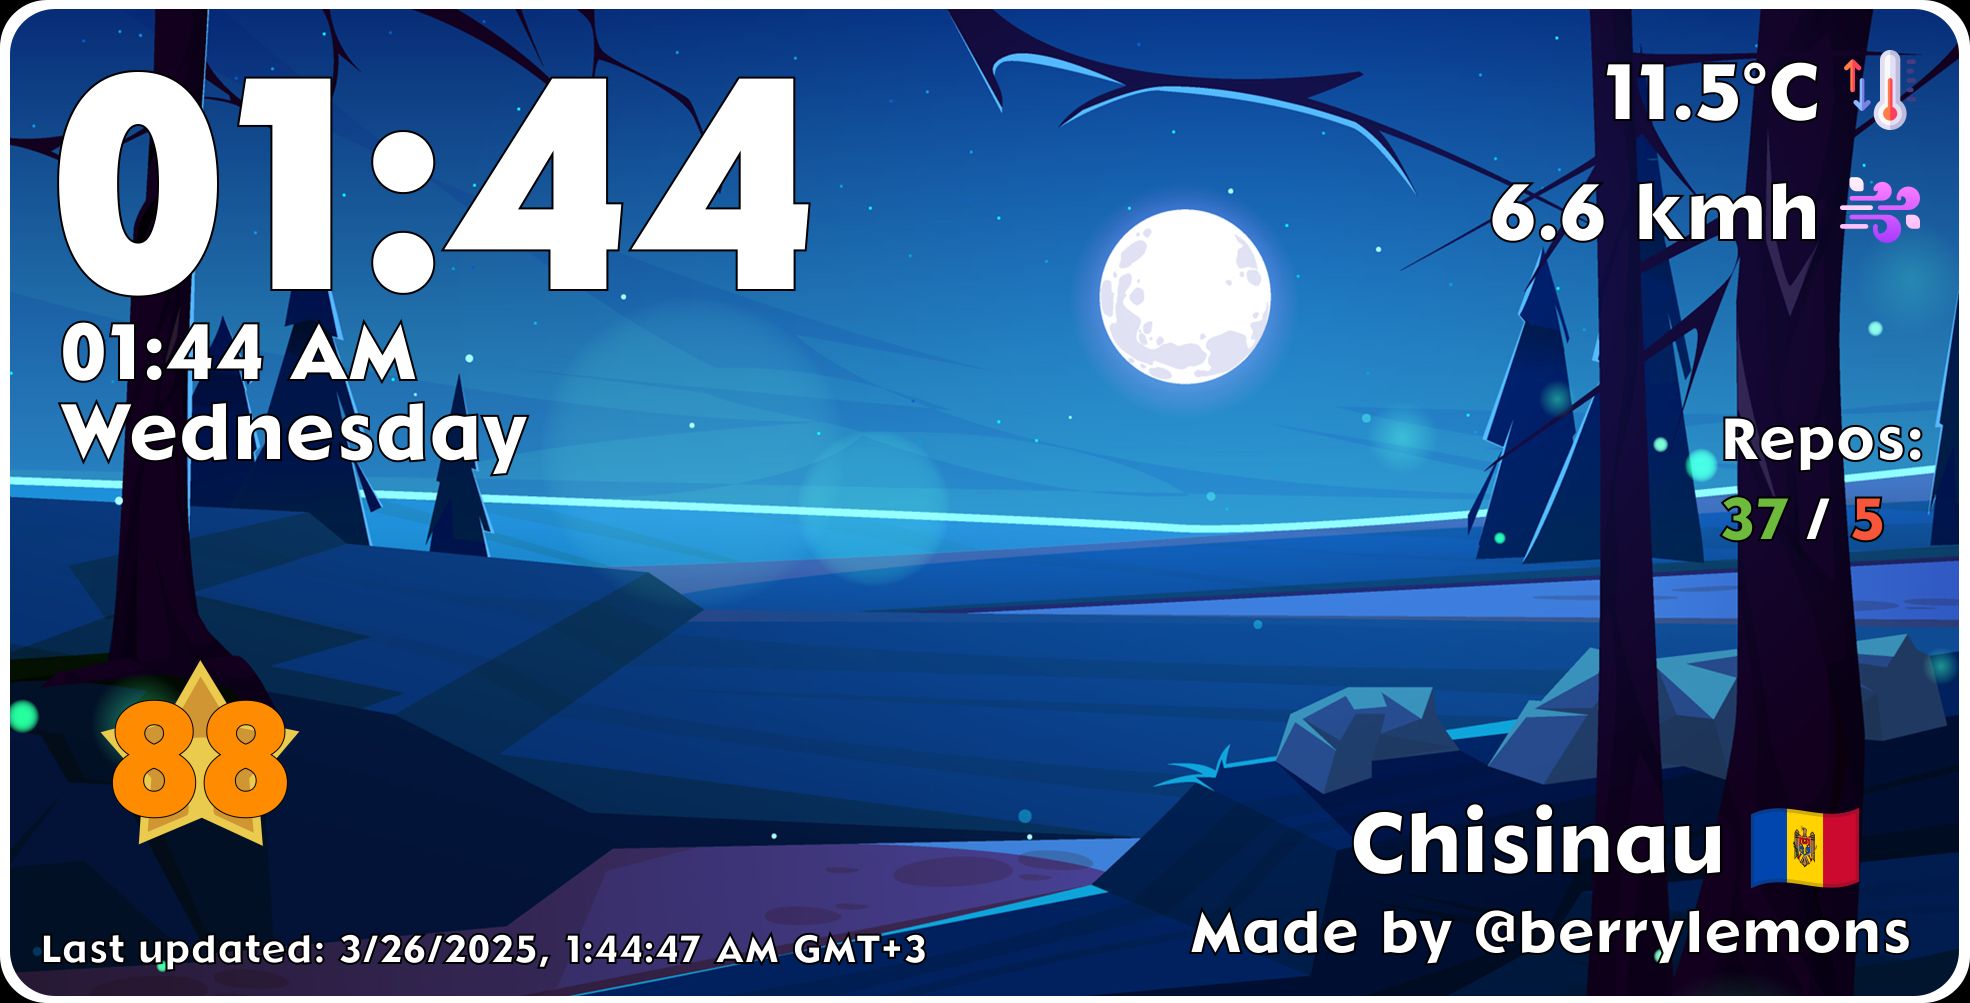 01:44
01:44 AM
Wednesday
11.5°C
6.6 kmh
Repos:
37 / 5
88
Chisinau
Made by @berrylemons
Last updated: 3/26/2025, 1:44:47 AM GMT+3